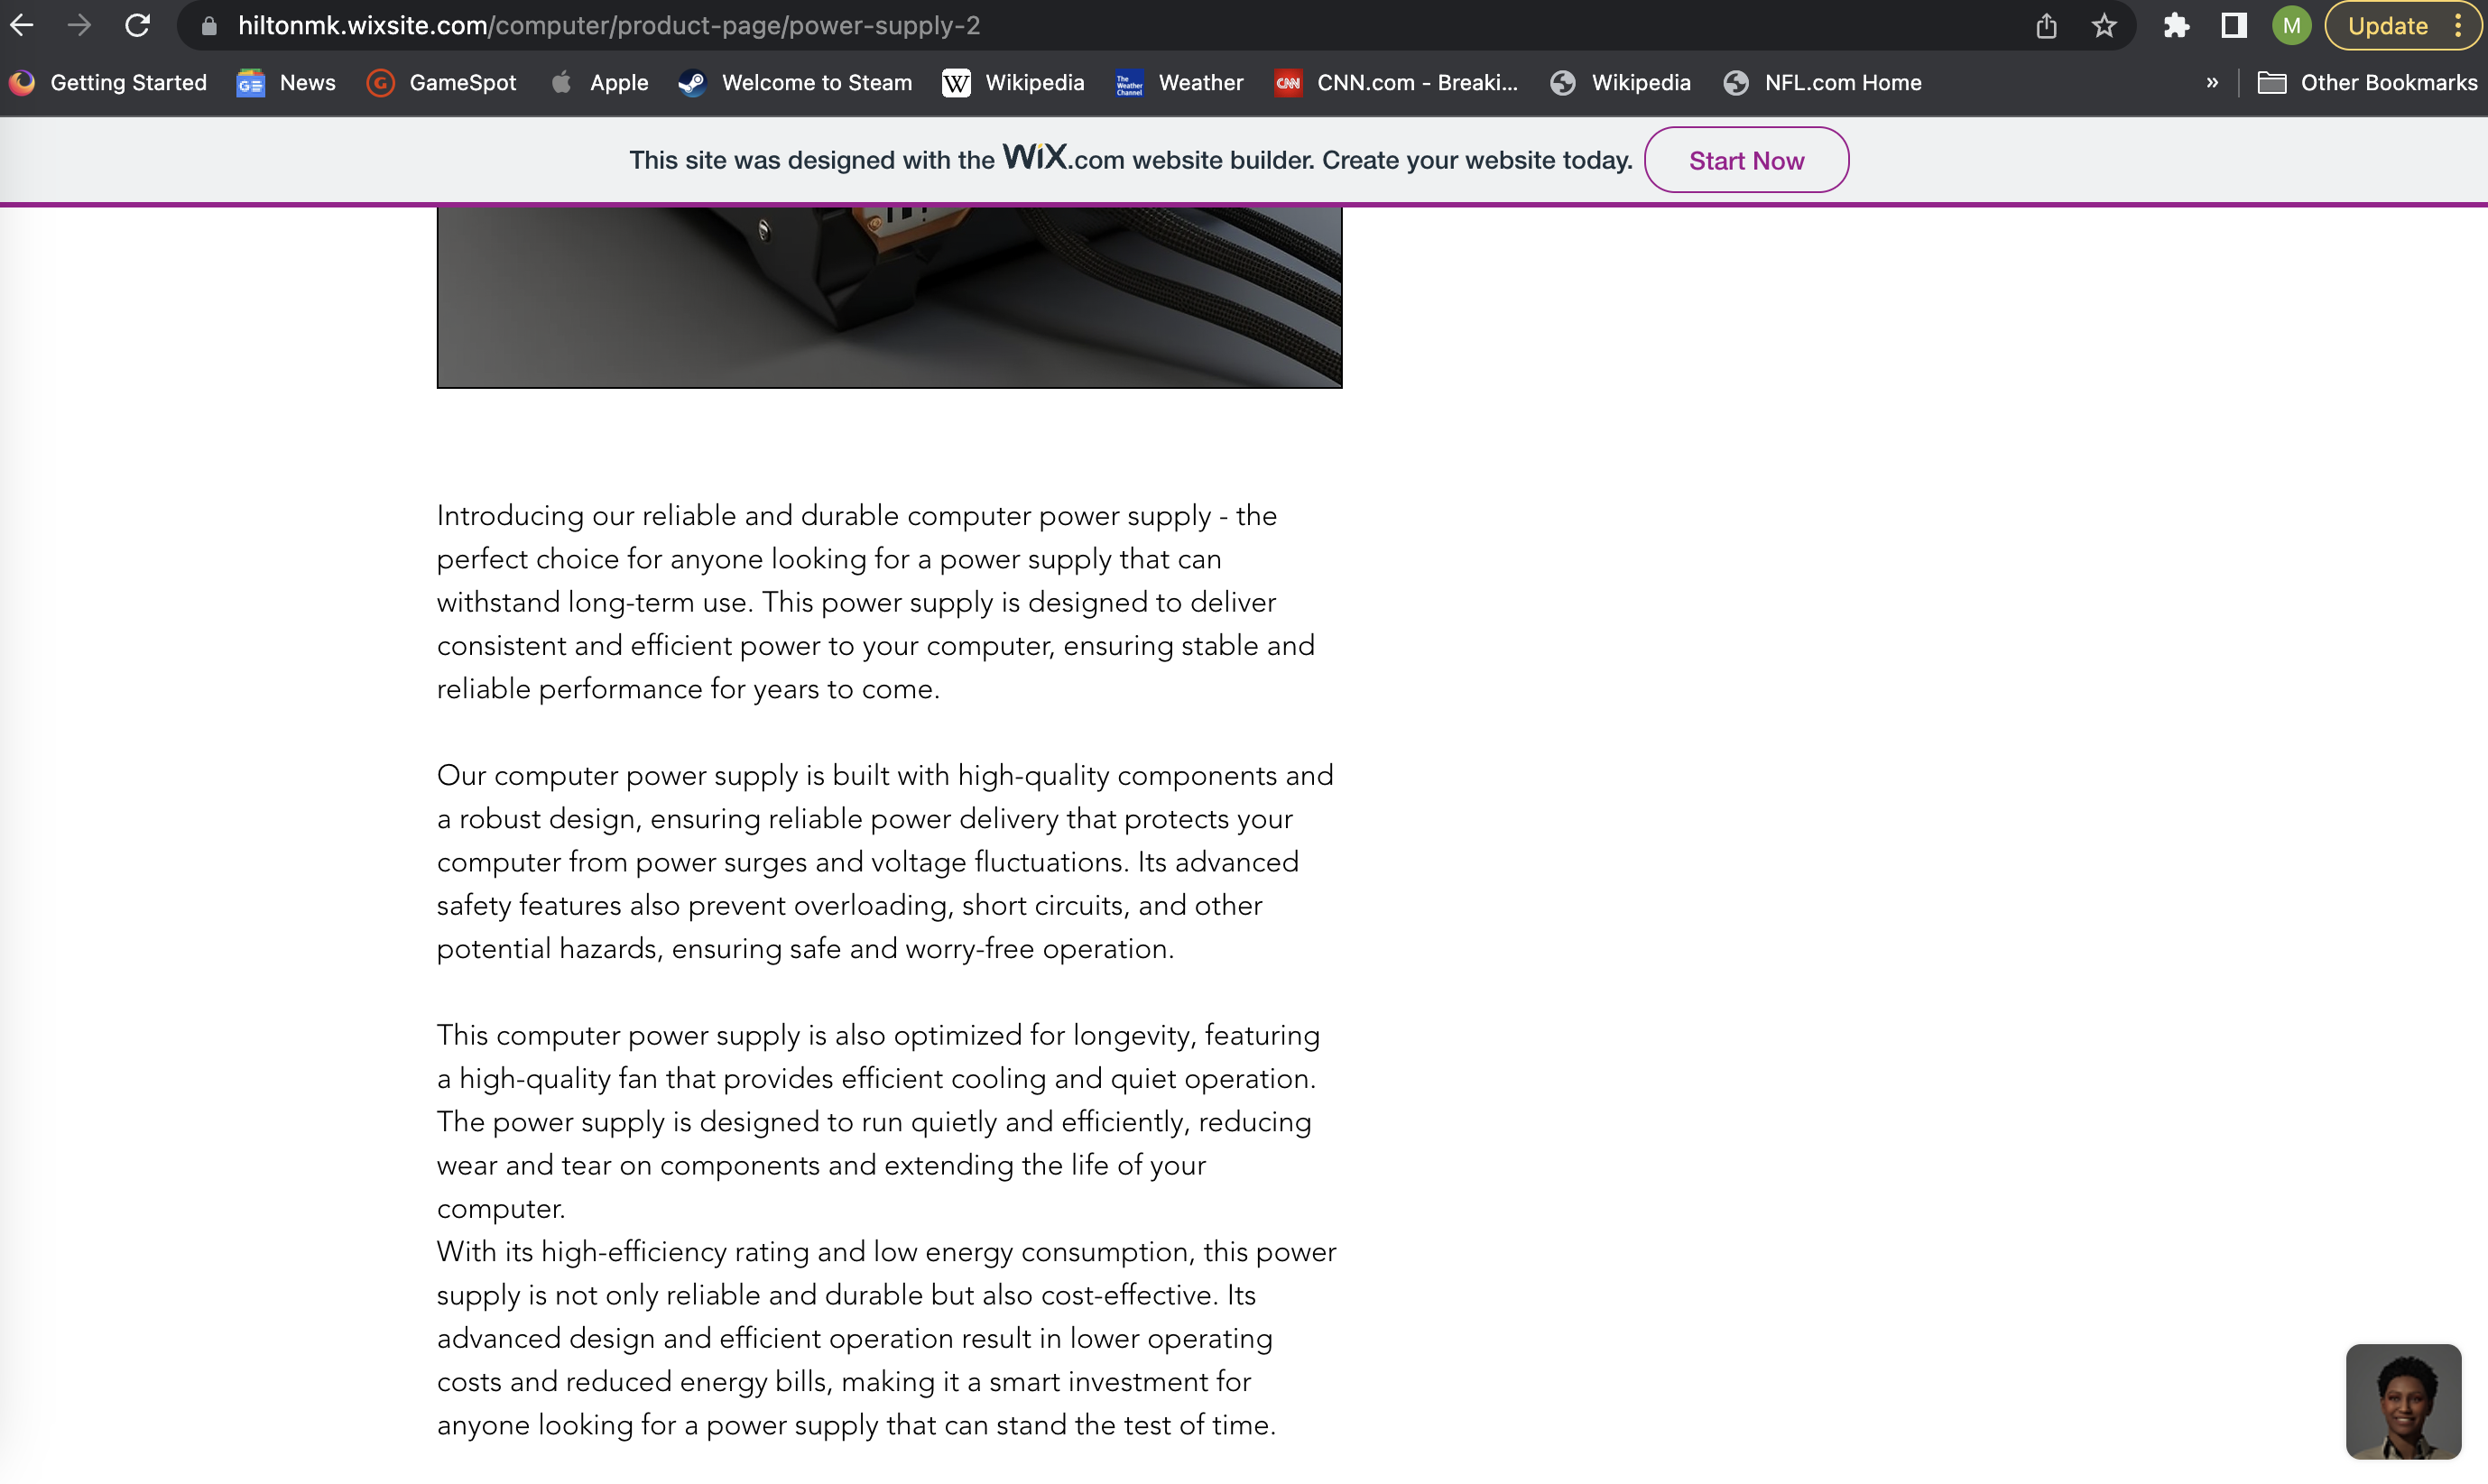 hiltonmk.wixsite.com/computer/product-page/power-supply-2
M
Update
Getting Started
G≡
News
G
GameSpot
Apple
Welcome to Steam
W
Wikipedia
The Weather Channel
Weather
CNN
CNN.com - Breaki...
Wikipedia
NFL.com Home
»
Other Bookmarks
This site was designed with the WiX.com website builder. Create your website today.
Start Now
Introducing our reliable and durable computer power supply - the
perfect choice for anyone looking for a power supply that can
withstand long-term use. This power supply is designed to deliver
consistent and efficient power to your computer, ensuring stable and
reliable performance for years to come.
Our computer power supply is built with high-quality components and
a robust design, ensuring reliable power delivery that protects your
computer from power surges and voltage fluctuations. Its advanced
safety features also prevent overloading, short circuits, and other
potential hazards, ensuring safe and worry-free operation.
This computer power supply is also optimized for longevity, featuring
a high-quality fan that provides efficient cooling and quiet operation.
The power supply is designed to run quietly and efficiently, reducing
wear and tear on components and extending the life of your
computer.
With its high-efficiency rating and low energy consumption, this power
supply is not only reliable and durable but also cost-effective. Its
advanced design and efficient operation result in lower operating
costs and reduced energy bills, making it a smart investment for
anyone looking for a power supply that can stand the test of time.